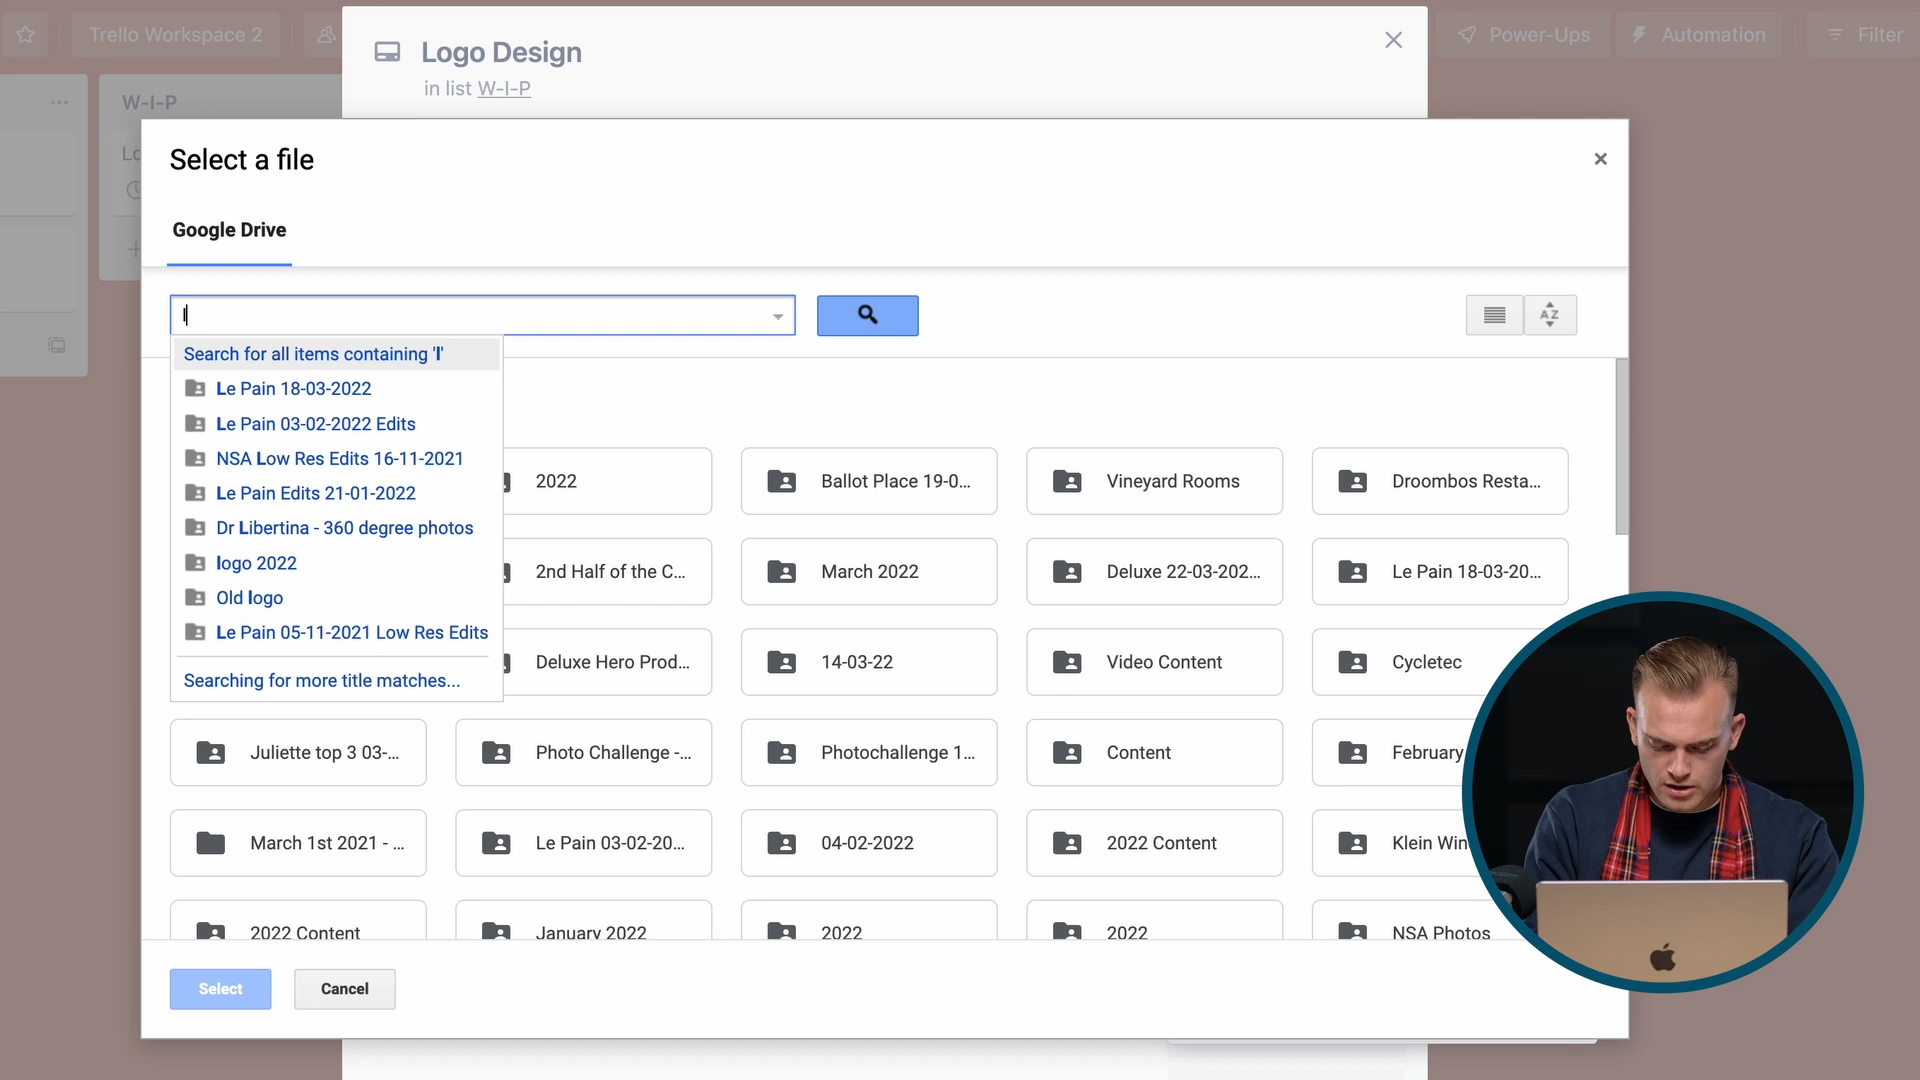 Trello Workspace 2
Power-Ups
Automation
Filter
Logo Design
in list W-I-P
W-I-P
Lo
Select a file
Google Drive
l
AZ
Search for all items containing 'l'
Le Pain 18-03-2022
Le Pain 03-02-2022 Edits
NSA Low Res Edits 16-11-2021
Le Pain Edits 21-01-2022
Dr Libertina - 360 degree photos
logo 2022
Old logo
Le Pain 05-11-2021 Low Res Edits
Searching for more title matches...
2022
Ballot Place 19-0...
Vineyard Rooms
Droombos Resta...
2nd Half of the C...
March 2022
Deluxe 22-03-202...
Le Pain 18-03-20...
Deluxe Hero Prod...
14-03-22
Video Content
Cycletec
Juliette top 3 03-...
Photo Challenge -...
Photochallenge 1...
Content
February
March 1st 2021 - ...
Le Pain 03-02-20...
04-02-2022
2022 Content
Klein Win
2022 Content
January 2022
2022
2022
NSA Photos
Select
Cancel